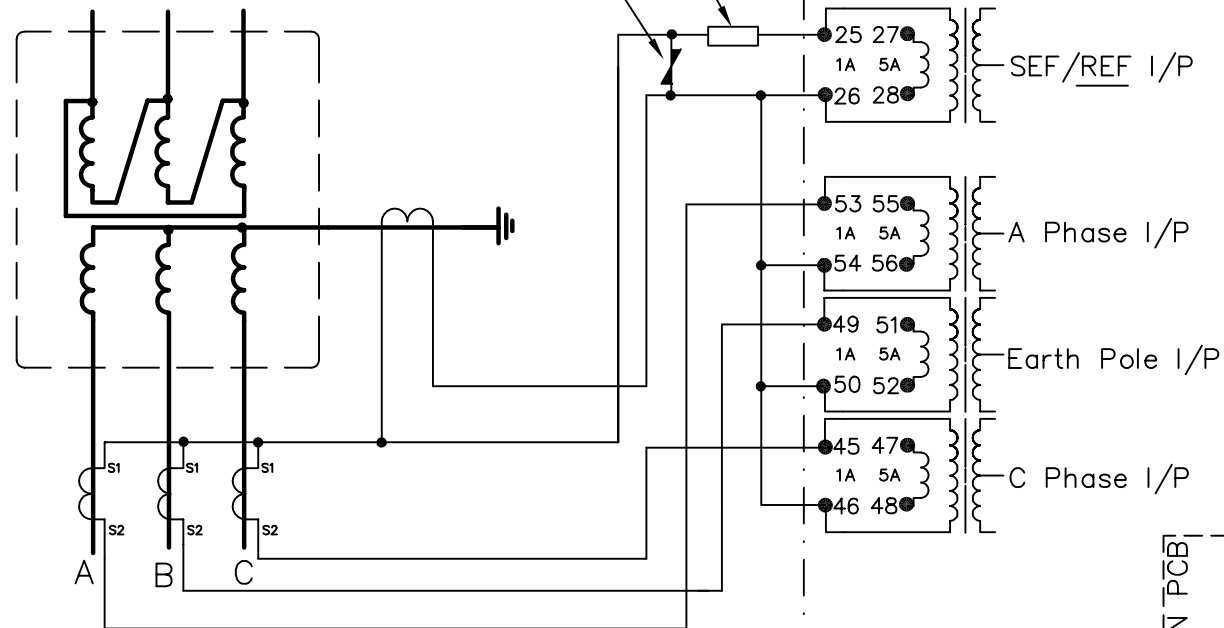 25 27
1A 5A
26 28
SEF/REF I/P
53 55
1A 5A
54 56
A Phase I/P
49 51
1A 5A
50 52
Earth Pole I/P
45 47
1A 5A
46 48
C Phase I/P
S1 S1 S1
S2 S2 S2
A B C
N PCB